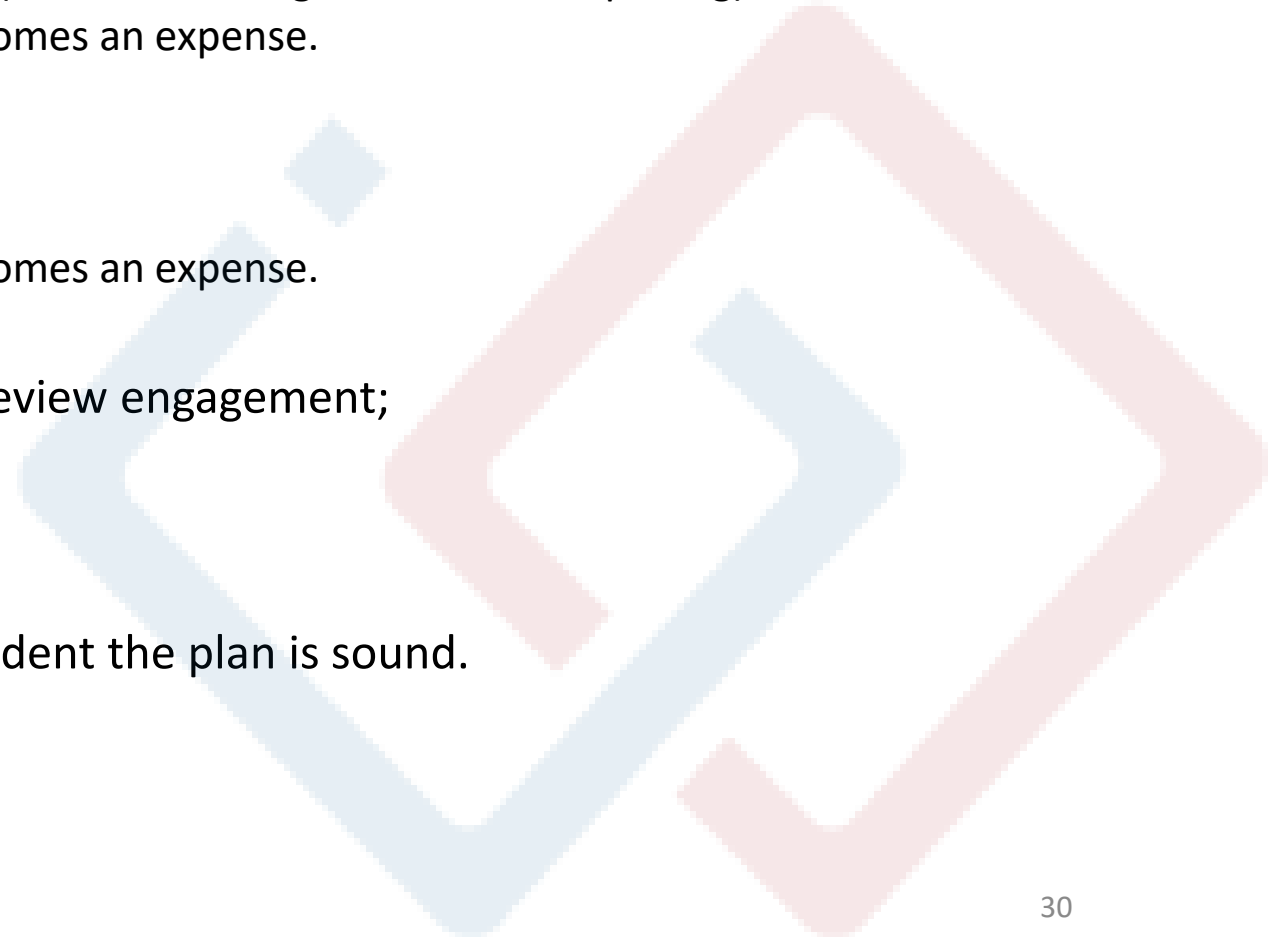 omes an expense.
omes an expense.
eview engagement;
dent the plan is sound.
30